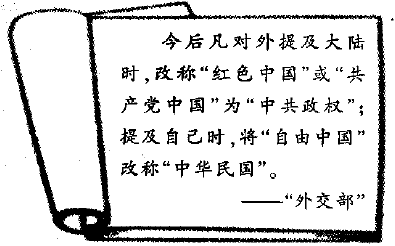 今后凡对外提及大陆
时,改称“红色中国”或“共
产党中国”为“中共政权”;
提及自己时,将“自由中国”
改称“中华民国”。
——“外交部”